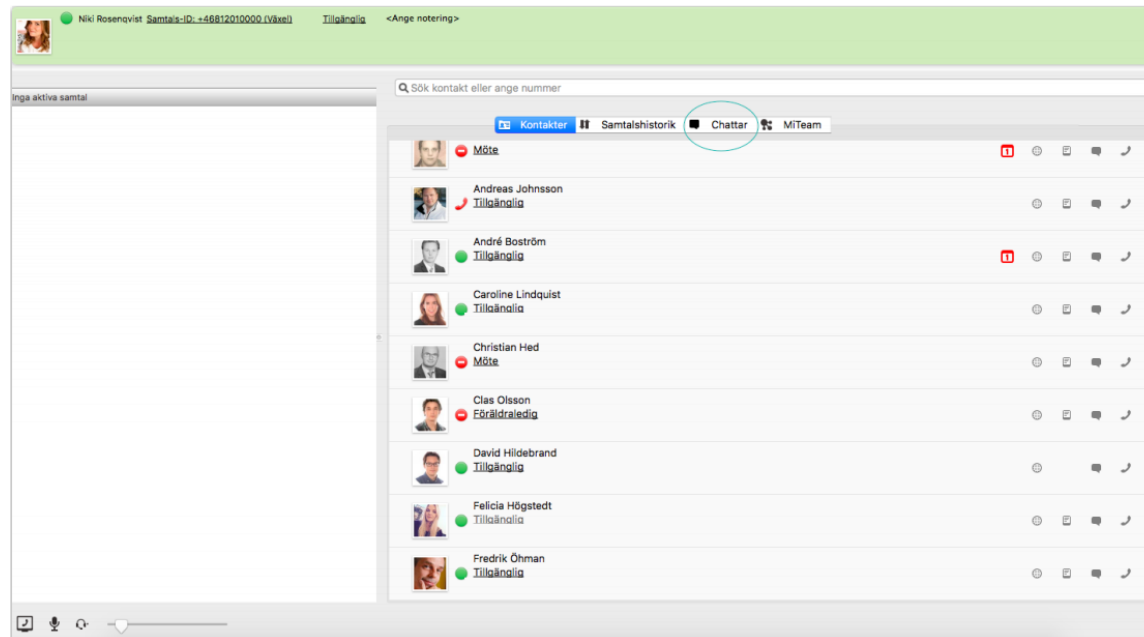 Niki Rosenqvist Samtals-ID: +46812010000 (Växel) Tillgänglig <Ange notering>
Inga aktiva samtal
Sök kontakt eller ange nummer
Kontakter Samtalshistorik Chattar MiTeam
Möte
1
Andreas Johnsson
Tillgänglig
André Boström
Tillgänglig
1
Caroline Lindquist
Tillgänglig
Christian Hed
Möte
Clas Olsson
Föräldraledig
David Hildebrand
Tillgänglig
Felicia Högstedt
Tillgänglig
Fredrik Öhman
Tillgänglig